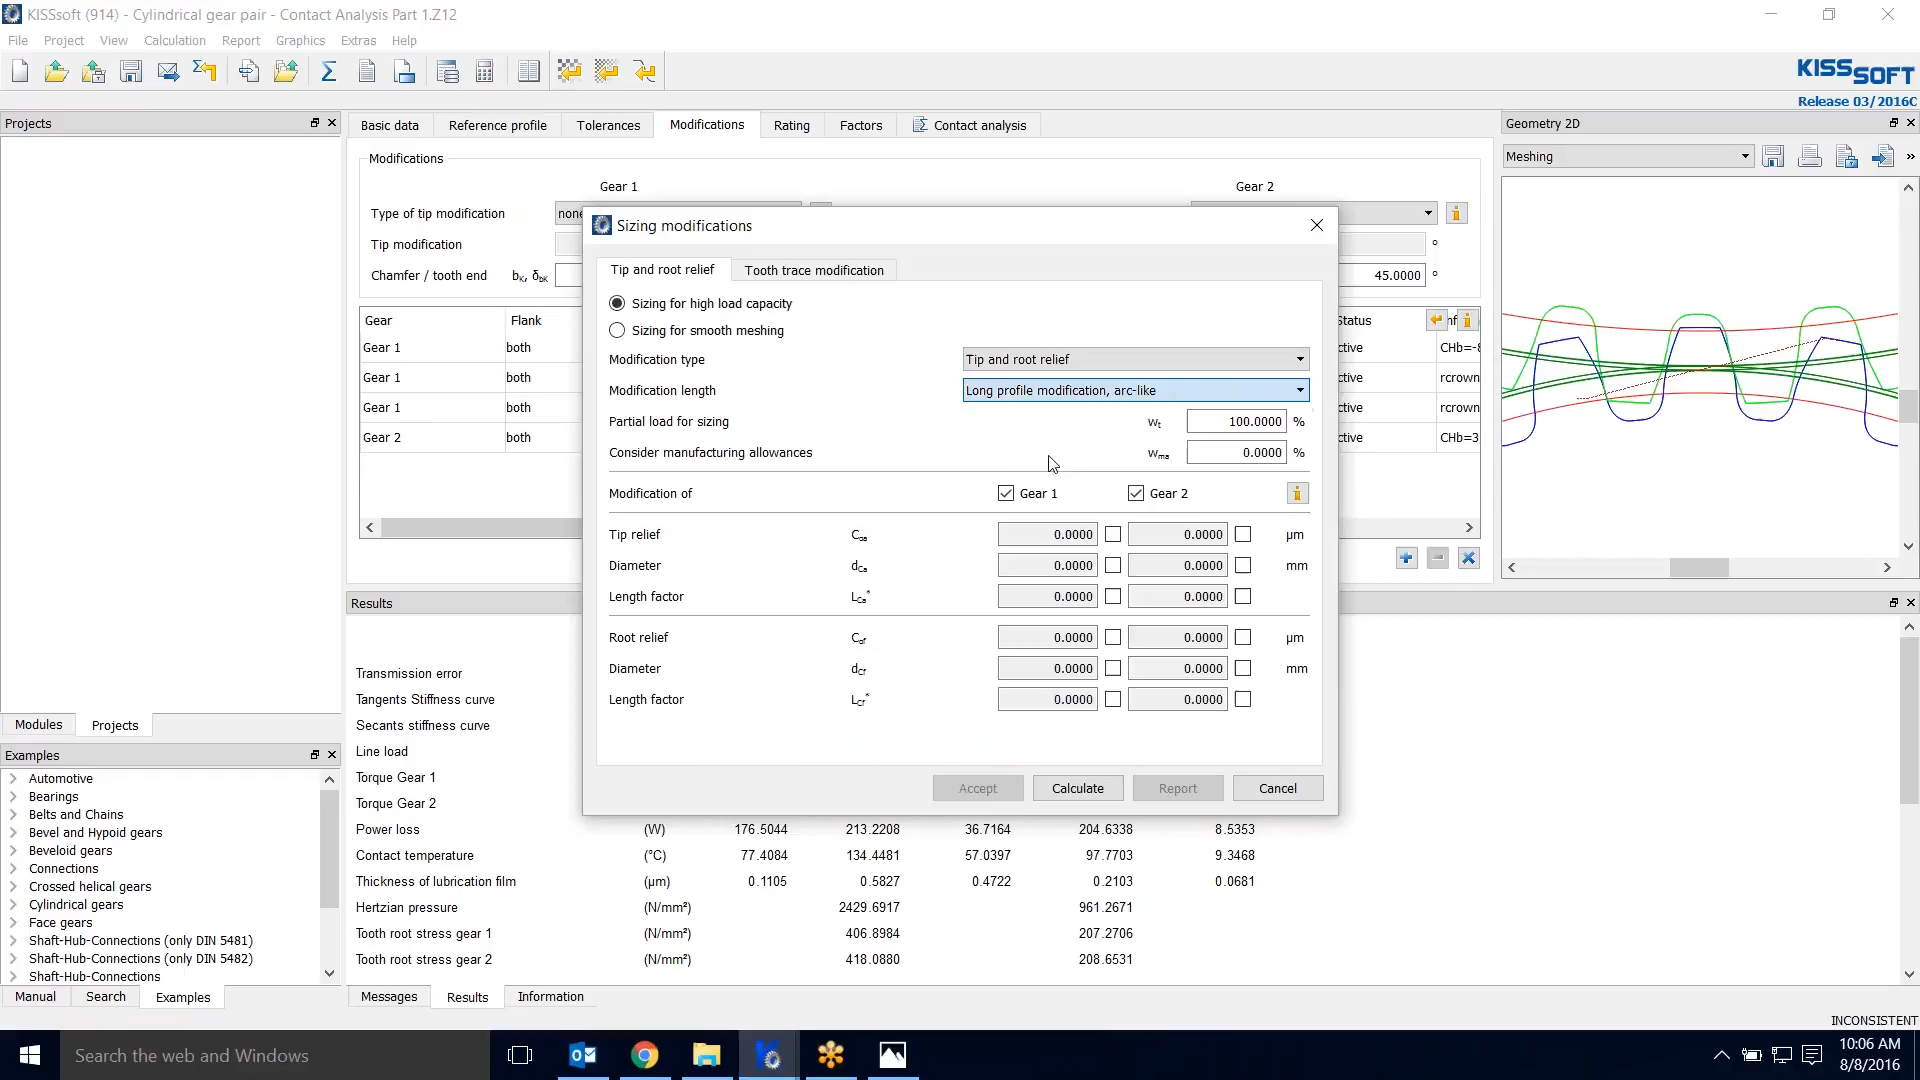 KISSsoft (914) - Cylindrical gear pair - Contact Analysis Part 1.Z12
File Project View Calculation Report Graphics Extras Help
KISSSOFT
Release 03/2016C
Projects
Basic data Reference profile Tolerances Modifications Rating Factors Contact analysis
Geometry 2D
Meshing
Modifications
Gear 1 Gear 2
Type of tip modification none
Tip modification °
Chamfer / tooth end bK, δbK 45.0000 °
Gear Flank Status
Gear 1 both ctive CHb=-8
Gear 1 both ctive rcrown
Gear 1 both ctive rcrown
Gear 2 both ctive CHb=3
Sizing modifications
Tip and root relief Tooth trace modification
Sizing for high load capacity
Sizing for smooth meshing
Modification type Tip and root relief
Modification length Long profile modification, arc-like
Partial load for sizing wt 100.0000 %
Consider manufacturing allowances wma 0.0000 %
Modification of Gear 1 Gear 2
Tip relief Cαa 0.0000 0.0000 µm
Diameter dCa 0.0000 0.0000 mm
Length factor LCa* 0.0000 0.0000
Root relief Cαf 0.0000 0.0000 µm
Diameter dCf 0.0000 0.0000 mm
Length factor LCf* 0.0000 0.0000
Accept Calculate Report Cancel
Results
Transmission error
Tangents Stiffness curve
Secants stiffness curve
Line load
Torque Gear 1
Torque Gear 2
Power loss (W) 176.5044 213.2208 36.7164 204.6338 8.5353
Contact temperature (°C) 77.4084 134.4481 57.0397 97.7703 9.3468
Thickness of lubrication film (µm) 0.1105 0.5827 0.4722 0.2103 0.0681
Hertzian pressure (N/mm²) 2429.6917 961.2671
Tooth root stress gear 1 (N/mm²) 406.8984 207.2706
Tooth root stress gear 2 (N/mm²) 418.0880 208.6531
Modules Projects
Examples
Automotive
Bearings
Belts and Chains
Bevel and Hypoid gears
Beveloid gears
Connections
Crossed helical gears
Cylindrical gears
Face gears
Shaft-Hub-Connections (only DIN 5481)
Shaft-Hub-Connections (only DIN 5482)
Shaft-Hub-Connections
Manual Search Examples
Messages Results Information
INCONSISTENT
Search the web and Windows
10:06 AM
8/8/2016